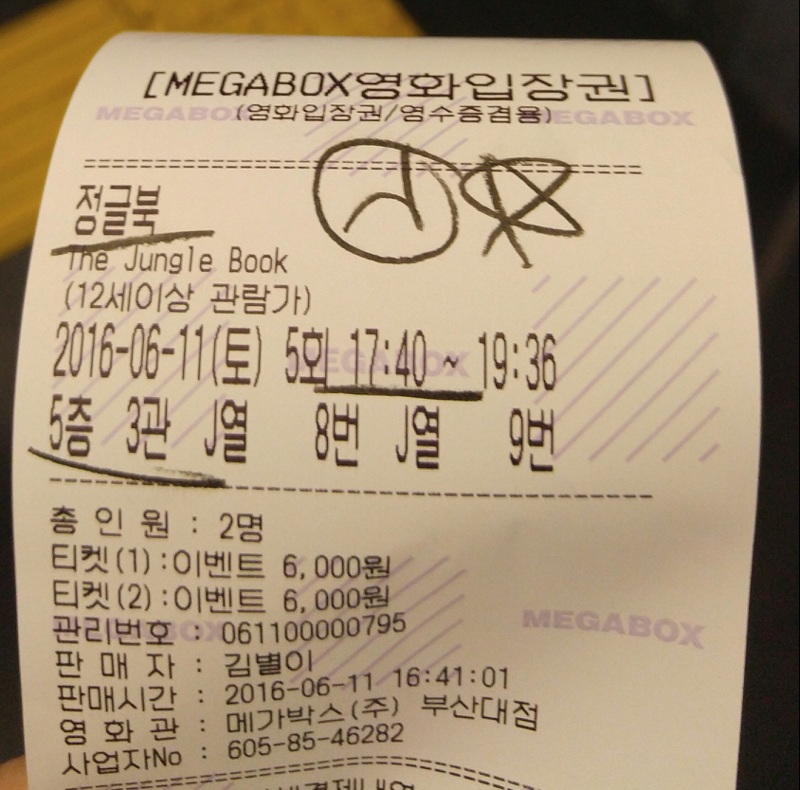 [MEGABOX영화입장권]
MEGABOX (영화입장권/영수증겸용) MEGABOX
정글북
The Jungle Book
(12세이상 관람가)
2016-06-11(토) 5회 17:40 ~ 19:36
MEGABOX
5층 3관 J열 8번 J열 9번
총 인 원 : 2명
티켓(1):이벤트 6,000원
티켓(2):이벤트 6,000원
관리번호 : 061100000795
MEGABOX
판 매 자 : 김별이
판매시간 : 2016-06-11 16:41:01
영 화 관 : 메가박스(주) 부산대점
사업자No : 605-85-46282